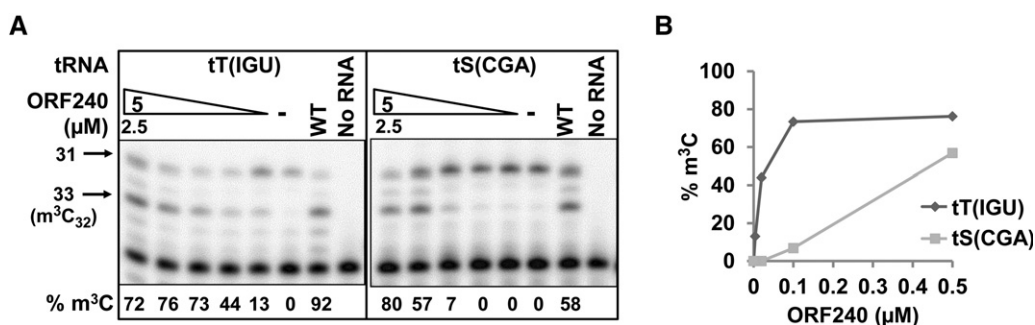 A
tRNA tT(IGU) tS(CGA)
ORF240 (µM) 5 - WT No RNA 5 - WT No RNA
2.5 2.5
31
33
(m³C₃₂)
% m³C 72 76 73 44 13 0 92 80 57 7 0 0 0 58
B
100
80
60
40
20
0
% m³C
tT(IGU)
tS(CGA)
0 0.1 0.2 0.3 0.4 0.5
ORF240 (µM)